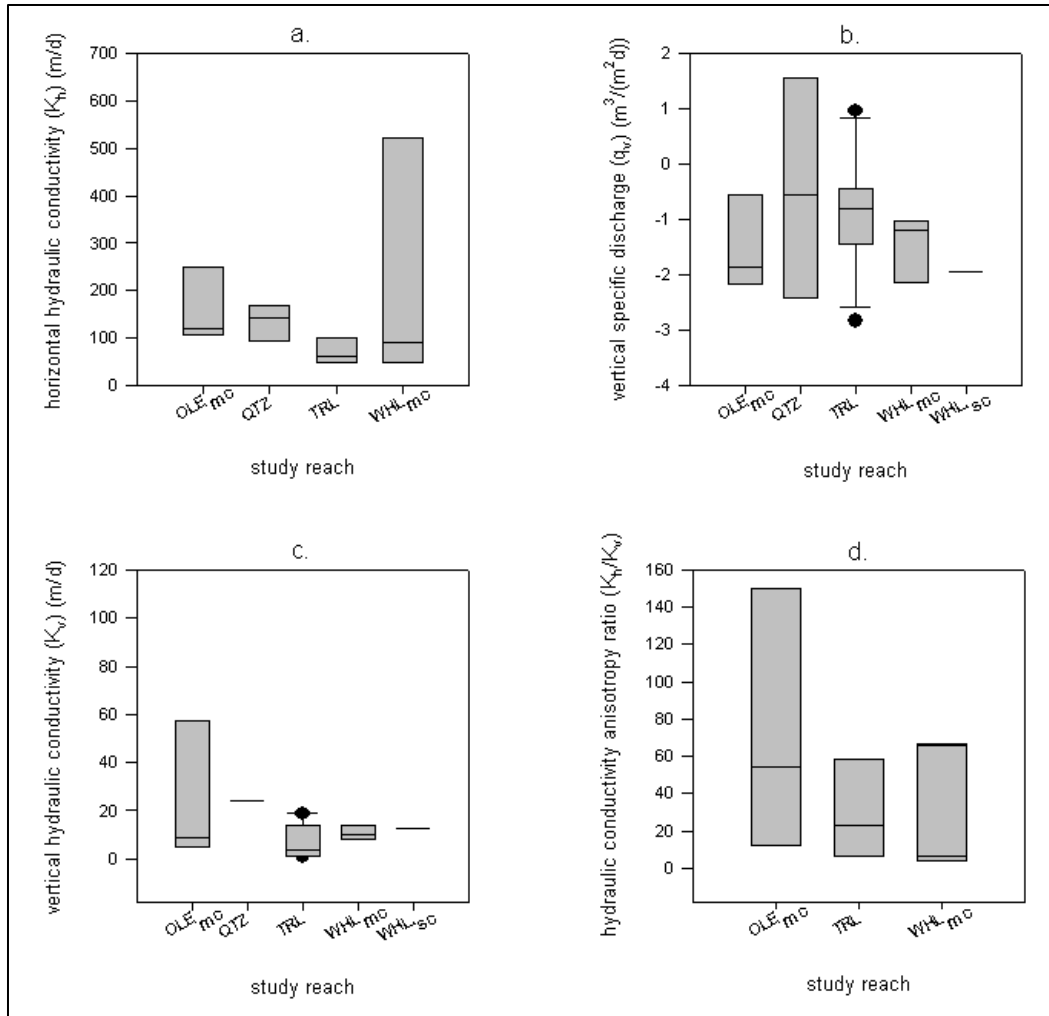 a.
horizontal hydraulic conductivity (Kh) (m/d)
700
600
500
400
300
200
100
0
OLEmc
QTZ
TRL
WHLmc
study reach
b.
vertical specific discharge (qv) (m3/(m2d))
2
1
0
-1
-2
-3
-4
OLEmc
QTZ
TRL
WHLmc
WHLsc
study reach
c.
vertical hydraulic conductivity (Kv) (m/d)
120
100
80
60
40
20
0
OLEmc
QTZ
TRL
WHLmc
WHLsc
study reach
d.
hydraulic conductivity anisotropy ratio (Kh/Kv)
160
140
120
100
80
60
40
20
0
OLEmc
TRL
WHLmc
study reach